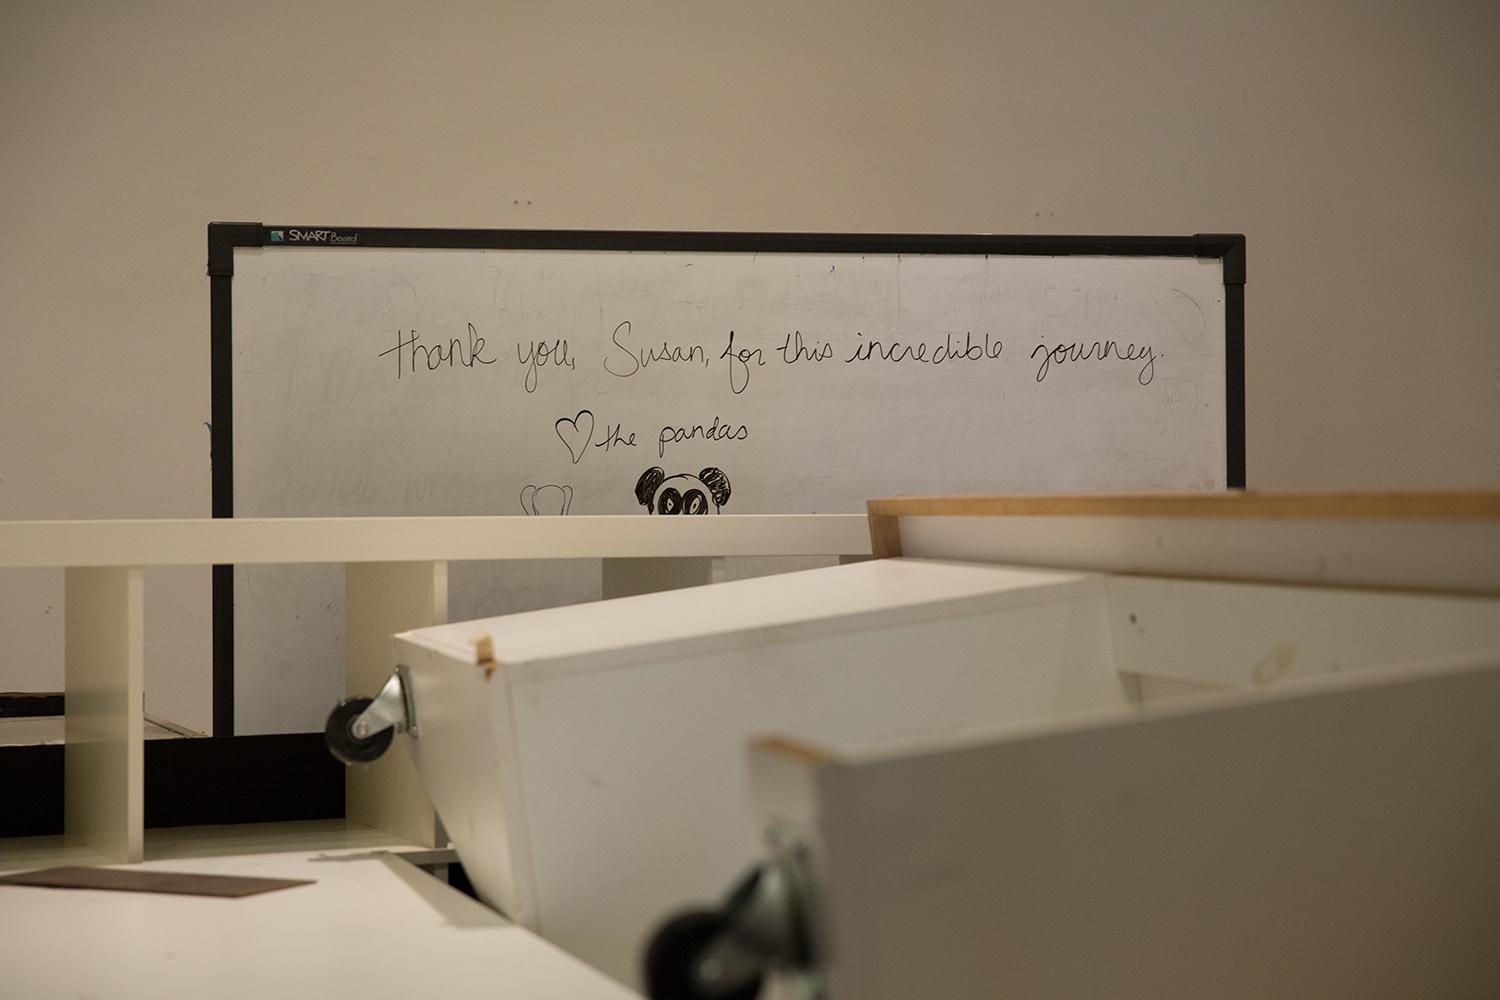 SMART Board
thank you, Susan, for this incredible journey.
the pandas